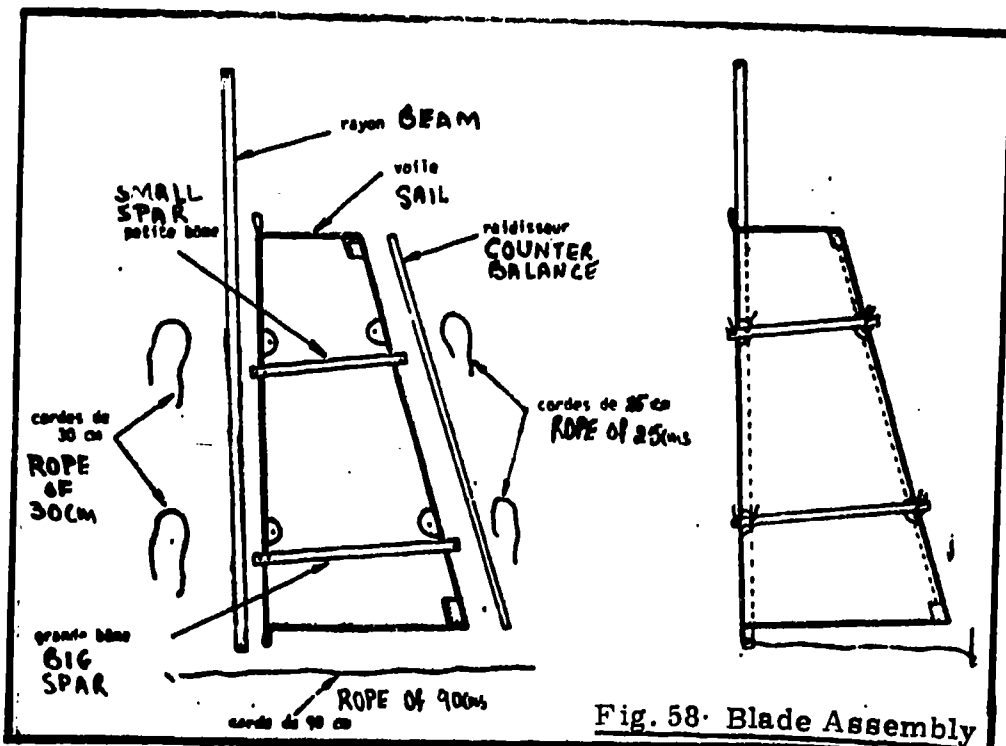 rayon BEAM
voile
SAIL
SMALL
SPAR
petite bôme
raidisseur
COUNTER
BALANCE
cordes de
30 cm
ROPE
OF
30CM
cordes de 25 cm
ROPE OF 25cms
grande bôme
BIG
SPAR
ROPE OF 90cms
corde de 90 cm
Fig. 58. Blade Assembly